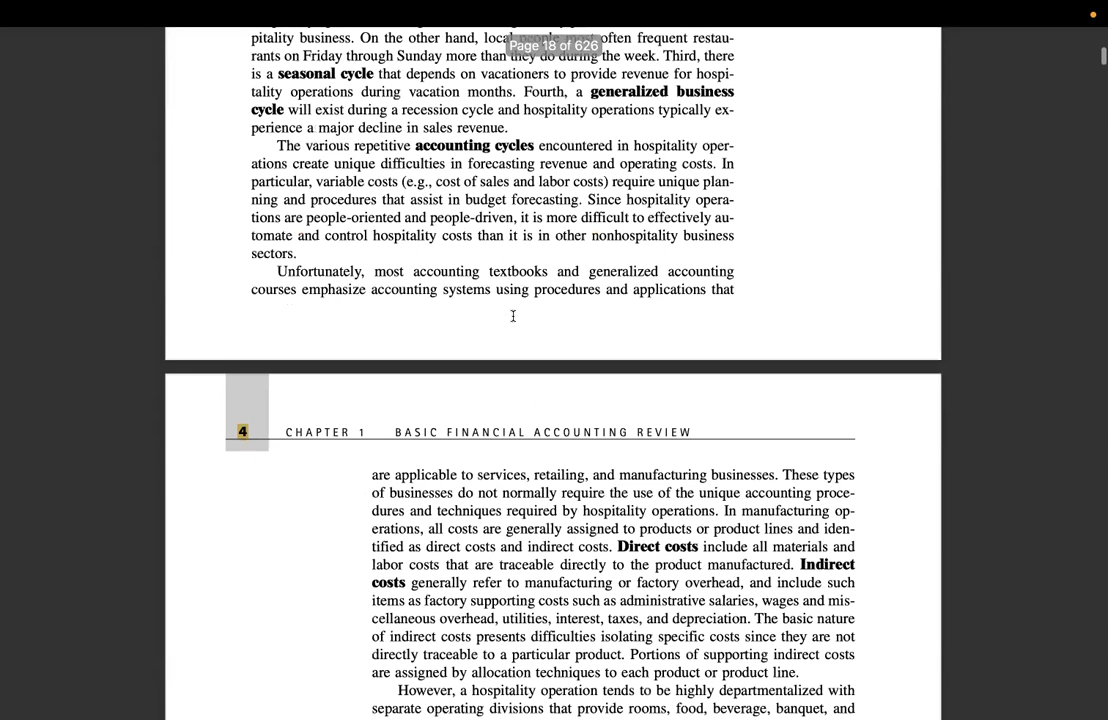 pitality business. On the other hand, local people most often frequent restau-
Page 18 of 626
rants on Friday through Sunday more than they do during the week. Third, there
is a seasonal cycle that depends on vacationers to provide revenue for hospi-
tality operations during vacation months. Fourth, a generalized business
cycle will exist during a recession cycle and hospitality operations typically ex-
perience a major decline in sales revenue.
The various repetitive accounting cycles encountered in hospitality oper-
ations create unique difficulties in forecasting revenue and operating costs. In
particular, variable costs (e.g., cost of sales and labor costs) require unique plan-
ning and procedures that assist in budget forecasting. Since hospitality opera-
tions are people-oriented and people-driven, it is more difficult to effectively au-
tomate and control hospitality costs than it is in other nonhospitality business
sectors.
Unfortunately, most accounting textbooks and generalized accounting
courses emphasize accounting systems using procedures and applications that
4 CHAPTER 1 BASIC FINANCIAL ACCOUNTING REVIEW
are applicable to services, retailing, and manufacturing businesses. These types
of businesses do not normally require the use of the unique accounting proce-
dures and techniques required by hospitality operations. In manufacturing op-
erations, all costs are generally assigned to products or product lines and iden-
tified as direct costs and indirect costs. Direct costs include all materials and
labor costs that are traceable directly to the product manufactured. Indirect
costs generally refer to manufacturing or factory overhead, and include such
items as factory supporting costs such as administrative salaries, wages and mis-
cellaneous overhead, utilities, interest, taxes, and depreciation. The basic nature
of indirect costs presents difficulties isolating specific costs since they are not
directly traceable to a particular product. Portions of supporting indirect costs
are assigned by allocation techniques to each product or product line.
However, a hospitality operation tends to be highly departmentalized with
separate operating divisions that provide rooms, food, beverage, banquet, and